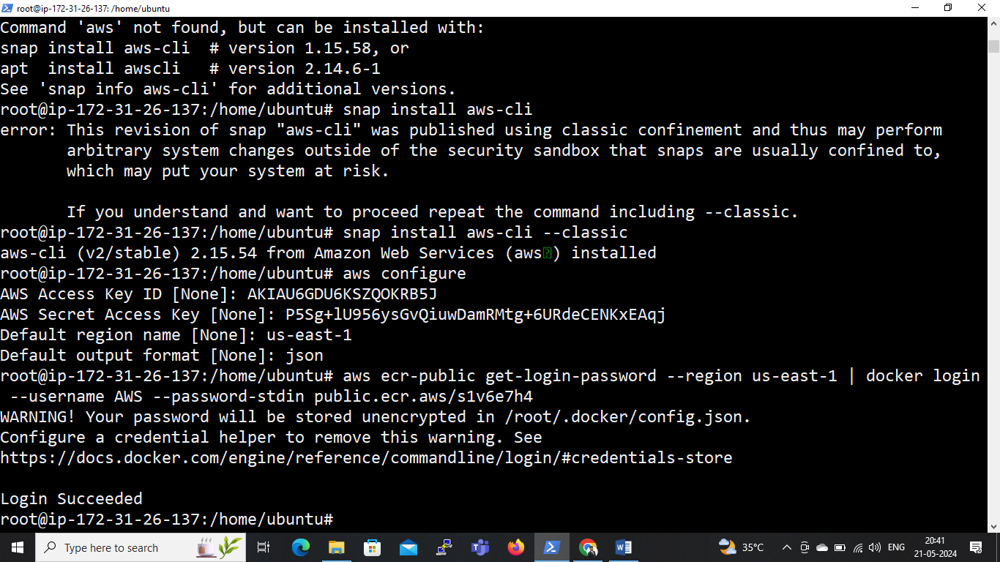 root@ip-172-31-26-137: /home/ubuntu
Command 'aws' not found, but can be installed with:
snap install aws-cli  # version 1.15.58, or
apt  install awscli   # version 2.14.6-1
See 'snap info aws-cli' for additional versions.
root@ip-172-31-26-137:/home/ubuntu# snap install aws-cli
error: This revision of snap "aws-cli" was published using classic confinement and thus may perform
       arbitrary system changes outside of the security sandbox that snaps are usually confined to,
       which may put your system at risk.
       If you understand and want to proceed repeat the command including --classic.
root@ip-172-31-26-137:/home/ubuntu# snap install aws-cli --classic
aws-cli (v2/stable) 2.15.54 from Amazon Web Services (aws) installed
root@ip-172-31-26-137:/home/ubuntu# aws configure
AWS Access Key ID [None]: AKIAU6GDU6KSZQOKRB5J
AWS Secret Access Key [None]: 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
Default region name [None]: us-east-1
Default output format [None]: json
root@ip-172-31-26-137:/home/ubuntu# aws ecr-public get-login-password --region us-east-1 | docker login
 --username AWS --password-stdin public.ecr.aws/s1v6e7h4
WARNING! Your password will be stored unencrypted in /root/.docker/config.json.
Configure a credential helper to remove this warning. See
https://docs.docker.com/engine/reference/commandline/login/#credentials-store
Login Succeeded
root@ip-172-31-26-137:/home/ubuntu#
Type here to search
35°C
ENG
20:41
21-05-2024